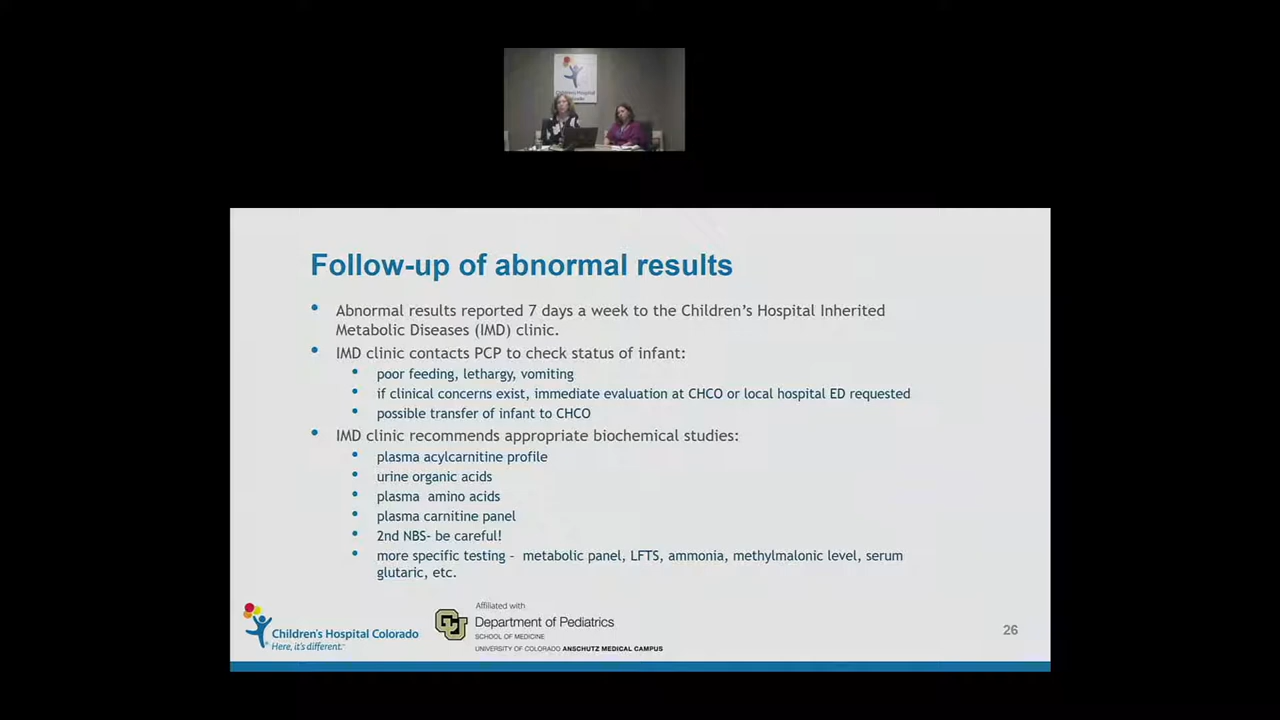 Children's Hospital
Colorado
Follow-up of abnormal results
• Abnormal results reported 7 days a week to the Children's Hospital Inherited
Metabolic Diseases (IMD) clinic.
• IMD clinic contacts PCP to check status of infant:
• poor feeding, lethargy, vomiting
• if clinical concerns exist, immediate evaluation at CHCO or local hospital ED requested
• possible transfer of infant to CHCO
• IMD clinic recommends appropriate biochemical studies:
• plasma acylcarnitine profile
• urine organic acids
• plasma  amino acids
• plasma carnitine panel
• 2nd NBS- be careful!
• more specific testing –  metabolic panel, LFTS, ammonia, methylmalonic level, serum
glutaric, etc.
Children's Hospital Colorado
Here, it's different.™
CU
Affiliated with
Department of Pediatrics
SCHOOL OF MEDICINE
UNIVERSITY OF COLORADO ANSCHUTZ MEDICAL CAMPUS
26